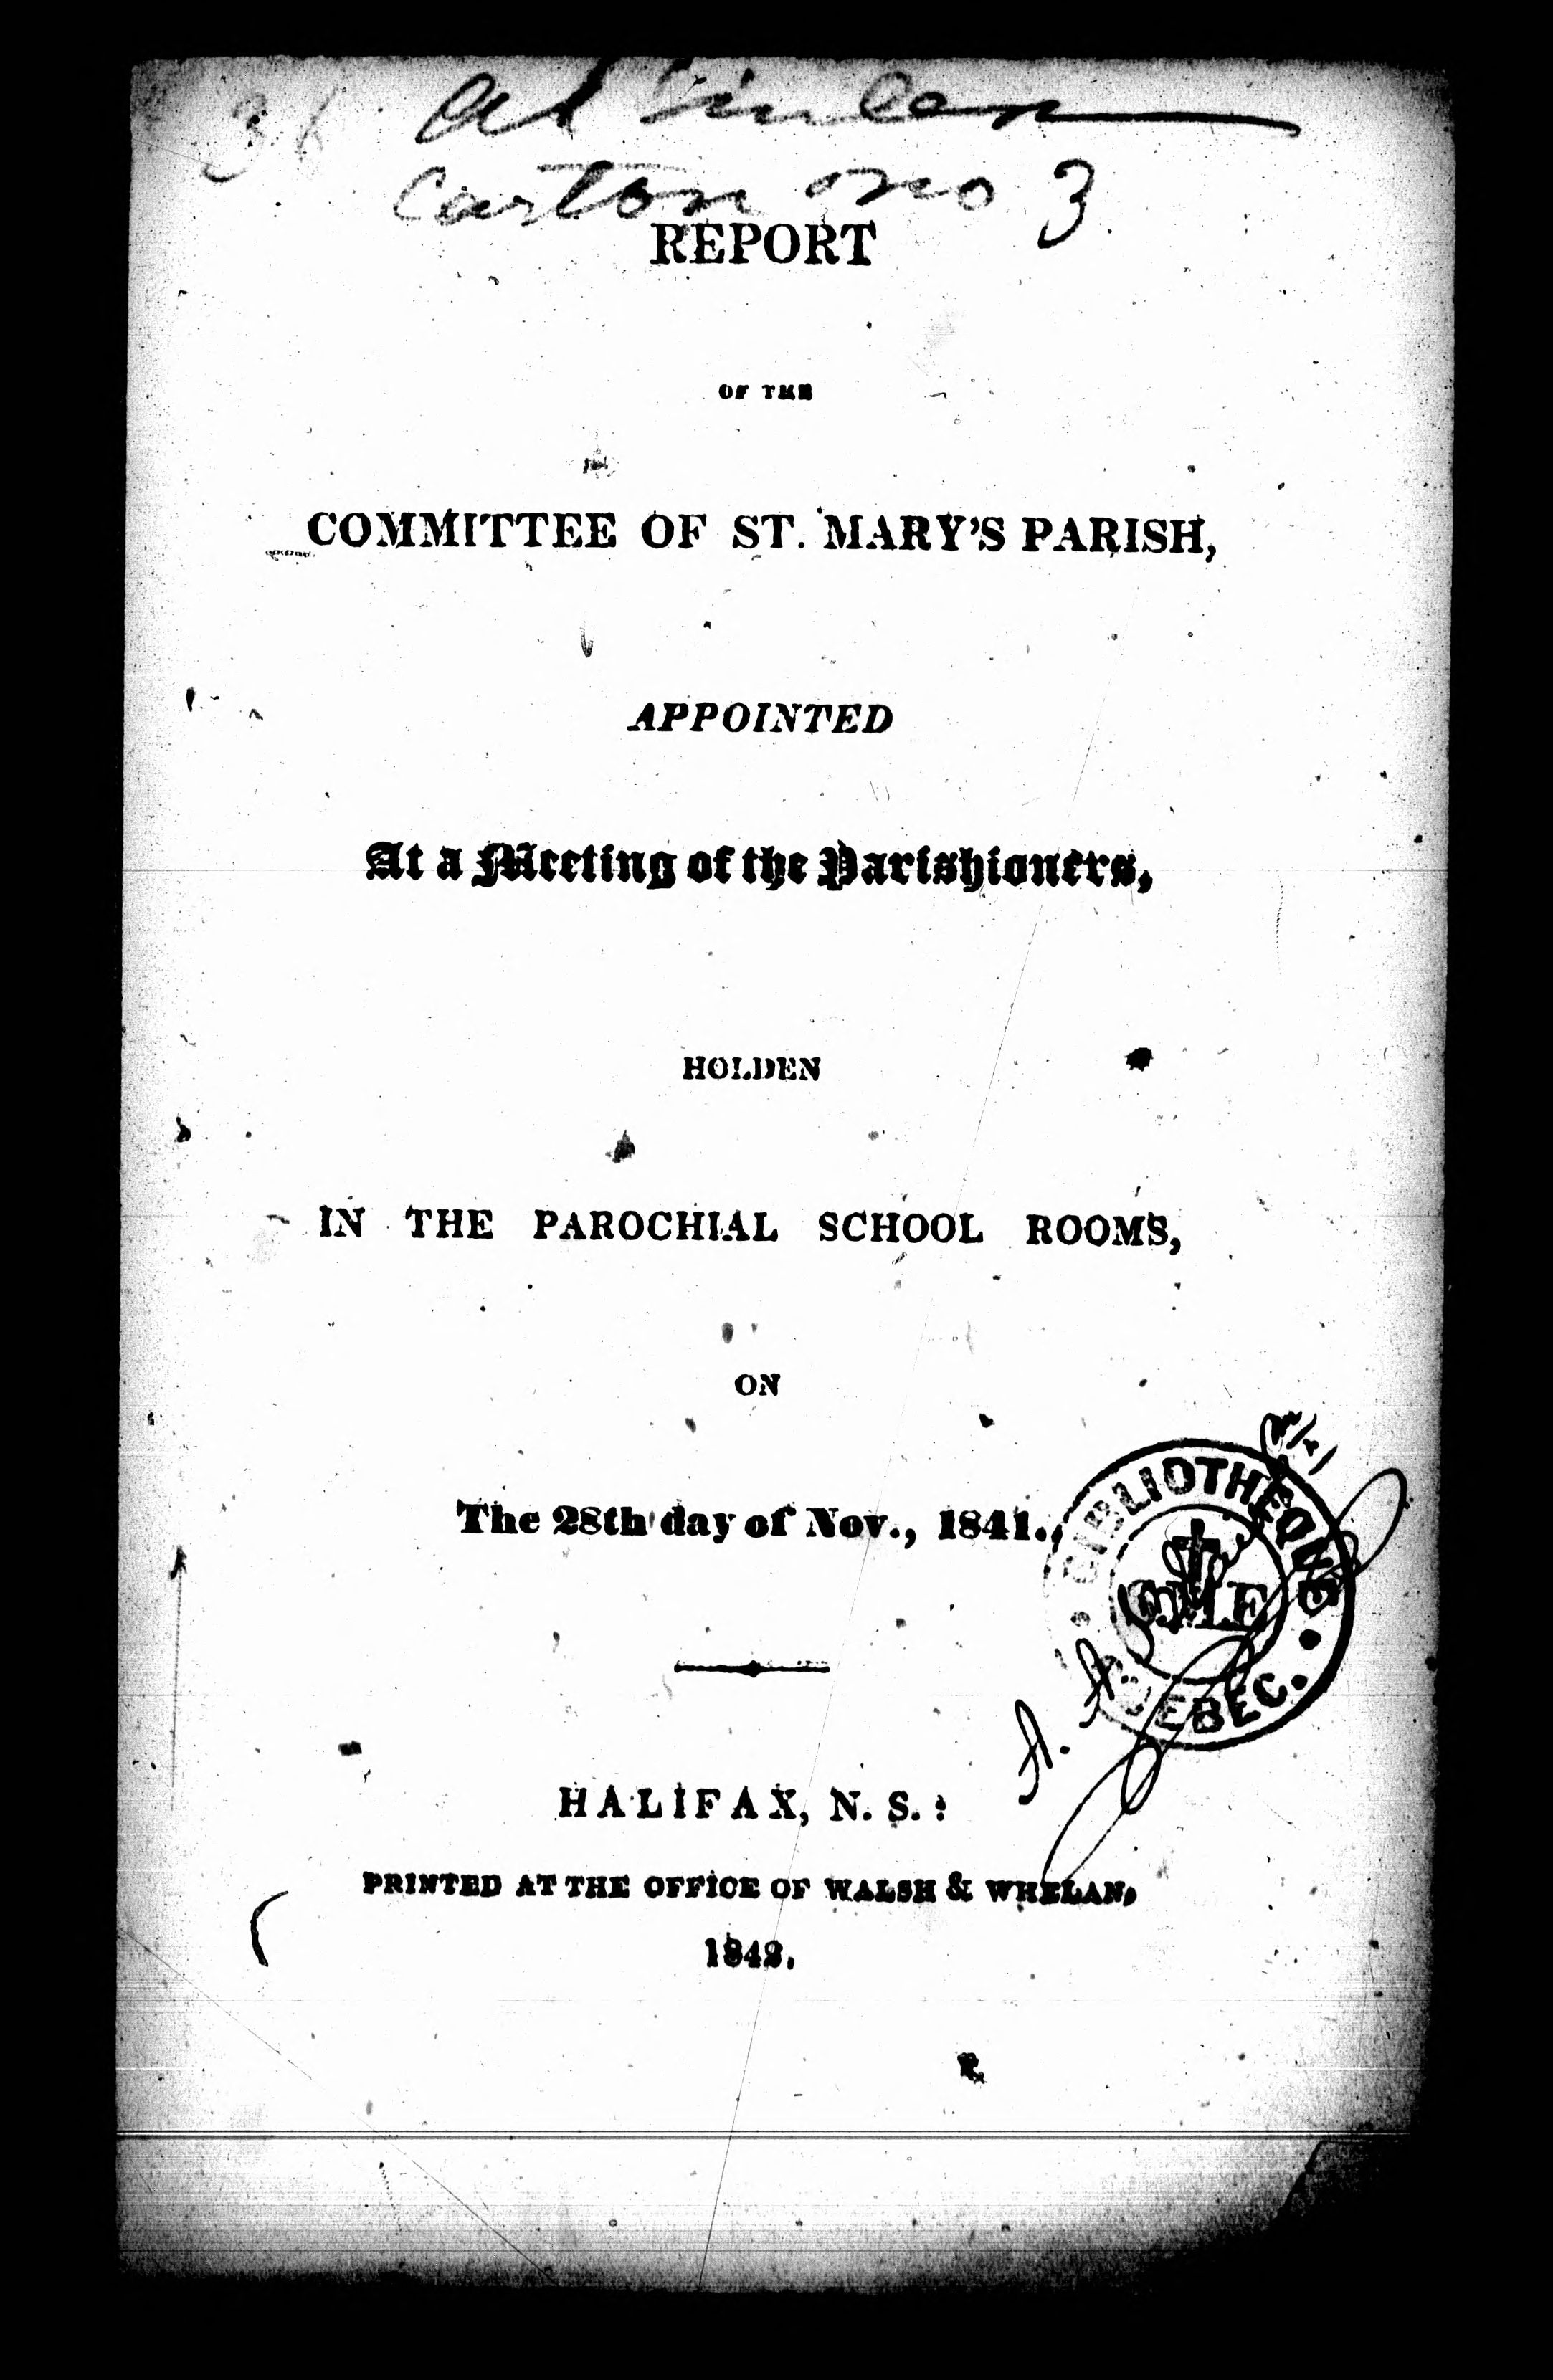 Carton no 3
REPORT
OF THE
COMMITTEE OF ST. MARY'S PARISH,
APPOINTED
At a Meeting of the Parishioners,
HOLDEN
IN THE PAROCHIAL SCHOOL ROOMS,
ON
The 28th day of Nov., 1841.
BIBLIOTHEQUE
QUEBEC.
HALIFAX, N. S.:
PRINTED AT THE OFFICE OF WALSH & WHELAN,
1842.